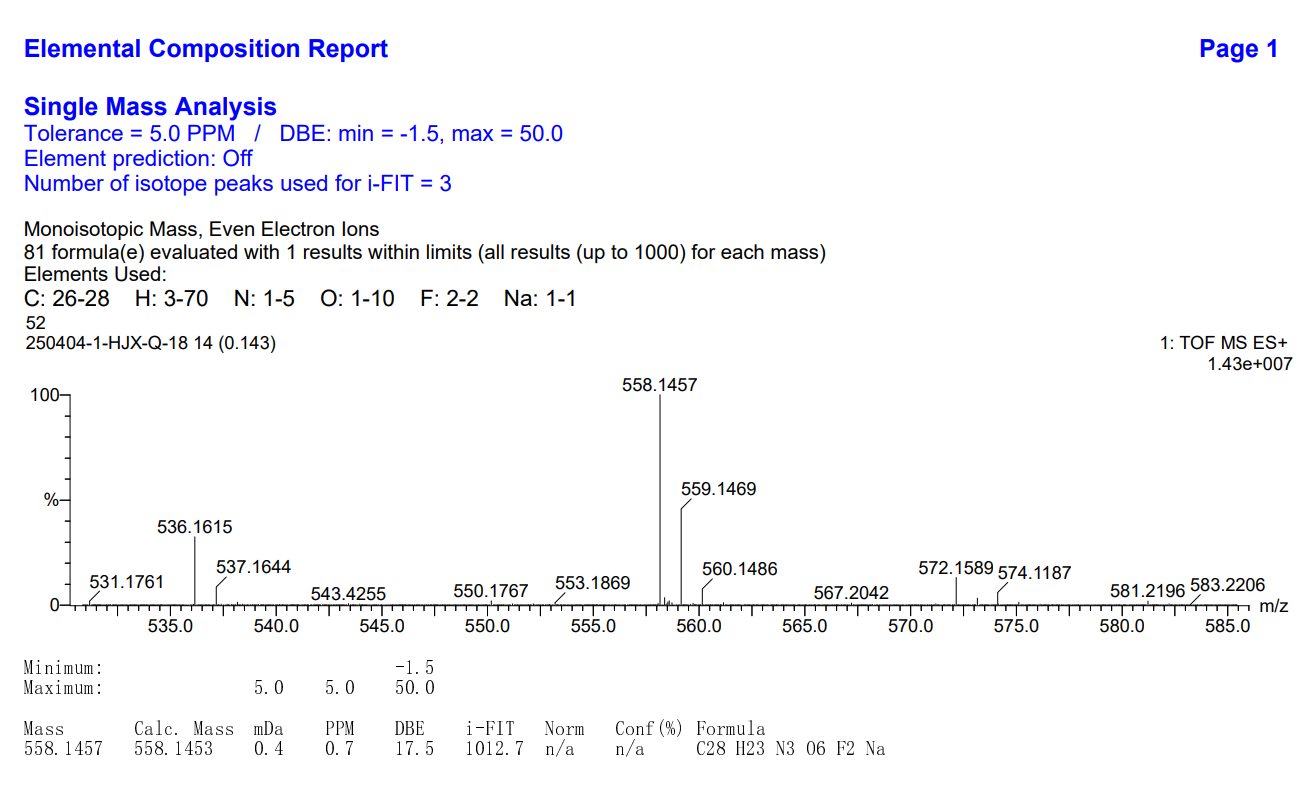 Elemental Composition Report Page 1
Single Mass Analysis
Tolerance = 5.0 PPM / DBE: min = -1.5, max = 50.0
Element prediction: Off
Number of isotope peaks used for i-FIT = 3
Monoisotopic Mass, Even Electron Ions
81 formula(e) evaluated with 1 results within limits (all results (up to 1000) for each mass)
Elements Used:
C: 26-28 H: 3-70 N: 1-5 O: 1-10 F: 2-2 Na: 1-1
52
250404-1-HJX-Q-18 14 (0.143) 1: TOF MS ES+
1.43e+007
558.1457
100
559.1469
%
536.1615
537.1644
560.1486
572.1589
574.1187
531.1761
543.4255
550.1767
553.1869
567.2042
581.2196
583.2206
0
m/z
535.0 540.0 545.0 550.0 555.0 560.0 565.0 570.0 575.0 580.0 585.0
Minimum: -1.5
Maximum: 5.0 5.0 50.0
Mass Calc. Mass mDa PPM DBE i-FIT Norm Conf(%) Formula
558.1457 558.1453 0.4 0.7 17.5 1012.7 n/a n/a C28 H23 N3 O6 F2 Na